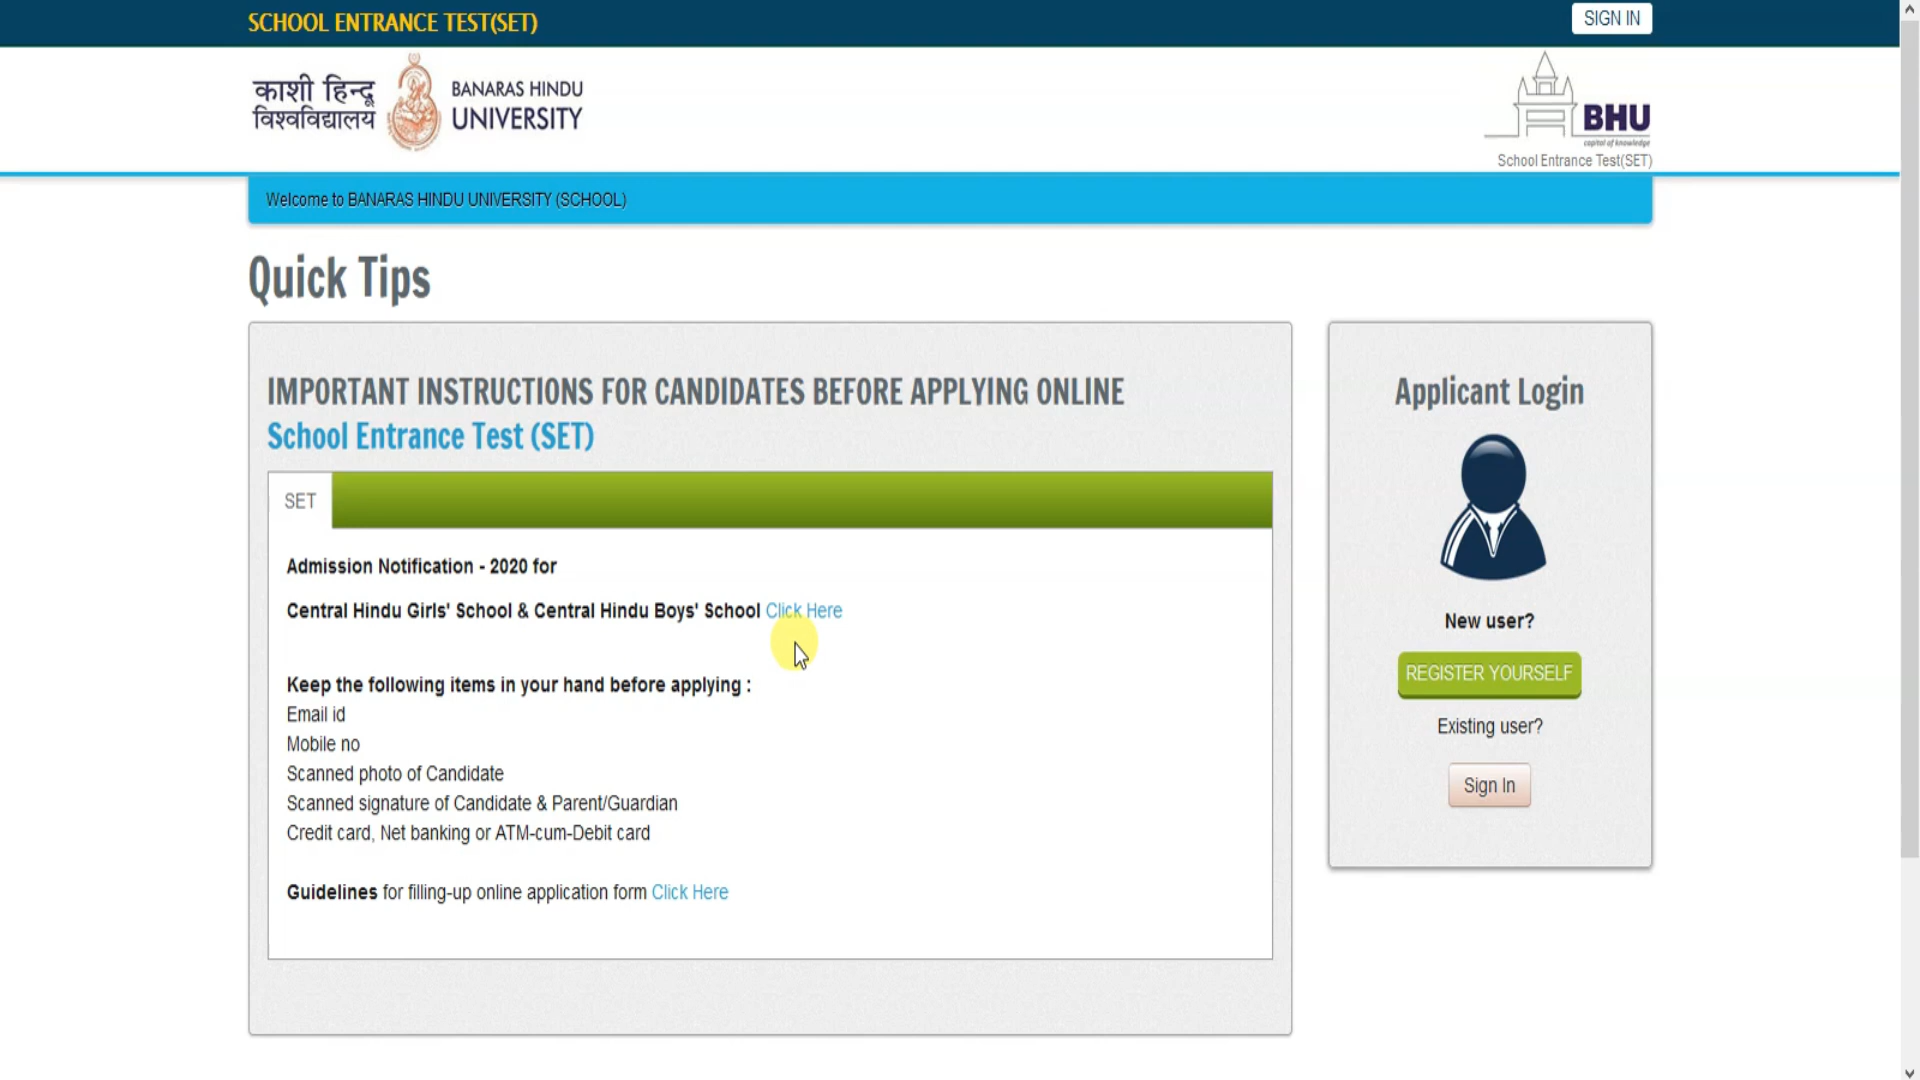 SCHOOL ENTRANCE TEST(SET)
SIGN IN
काशी हिन्दू
विश्वविद्यालय
BANARAS HINDU
UNIVERSITY
BHU
capital of knowledge
School Entrance Test(SET)
Welcome to BANARAS HINDU UNIVERSITY (SCHOOL)
Quick Tips
IMPORTANT INSTRUCTIONS FOR CANDIDATES BEFORE APPLYING ONLINE
School Entrance Test (SET)
SET
Admission Notification - 2020 for
Central Hindu Girls' School & Central Hindu Boys' School Click Here
Keep the following items in your hand before applying :
Email id
Mobile no
Scanned photo of Candidate
Scanned signature of Candidate & Parent/Guardian
Credit card, Net banking or ATM-cum-Debit card
Guidelines for filling-up online application form Click Here
Applicant Login
New user?
REGISTER YOURSELF
Existing user?
Sign In